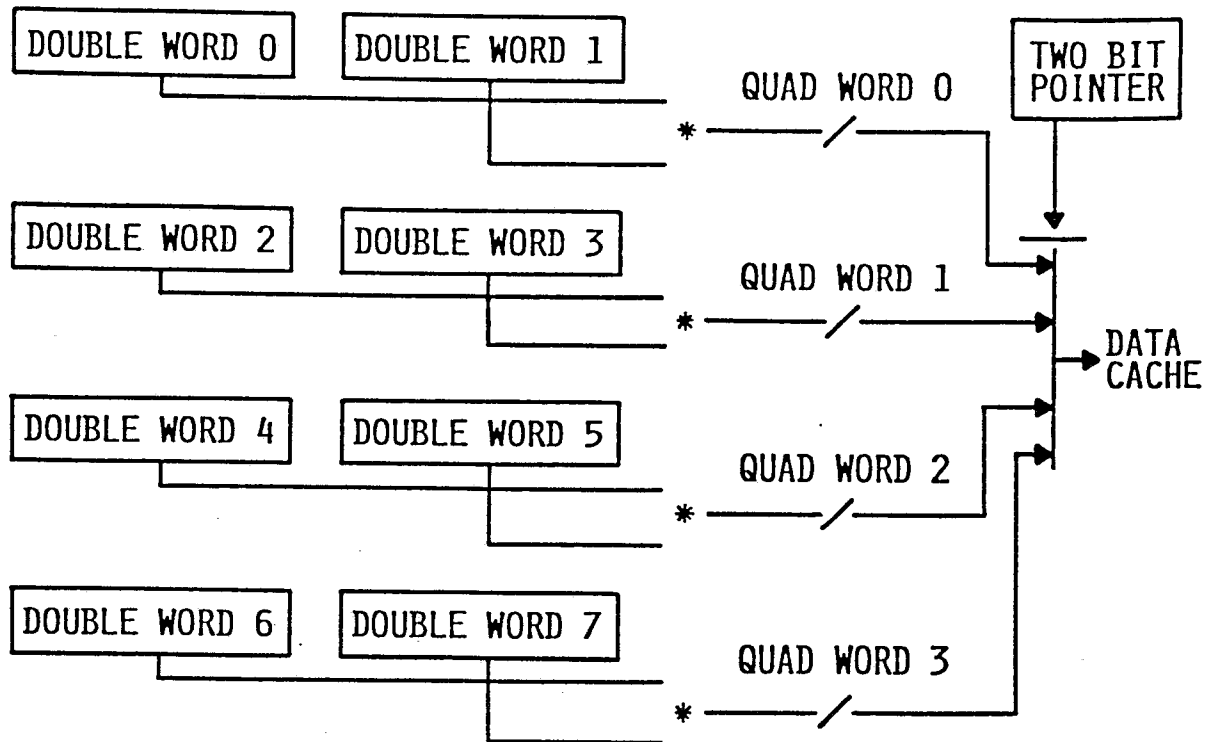 DOUBLE WORD 0
DOUBLE WORD 1
QUAD WORD 0
TWO BIT
POINTER
*
DOUBLE WORD 2
DOUBLE WORD 3
QUAD WORD 1
*
DATA
CACHE
DOUBLE WORD 4
DOUBLE WORD 5
QUAD WORD 2
*
DOUBLE WORD 6
DOUBLE WORD 7
QUAD WORD 3
*